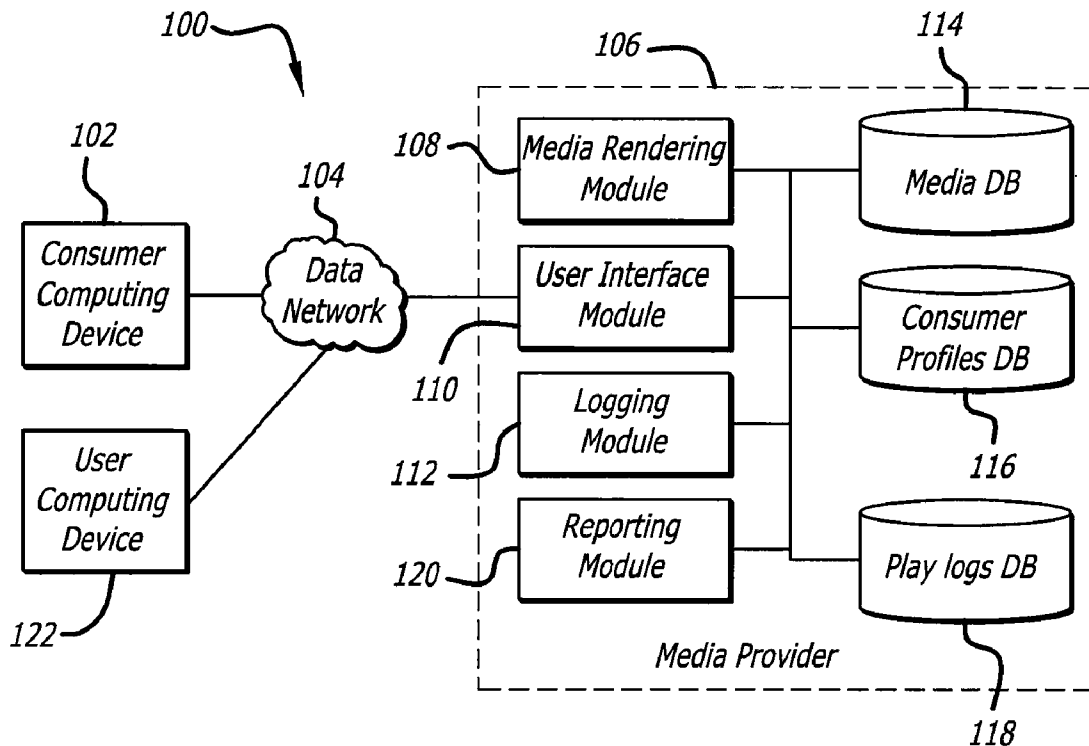 100
106
114
102
104
108
Media Rendering
Module
Media DB
Consumer
Computing
Device
Data
Network
User Interface
Module
110
Consumer
Profiles DB
116
Logging
Module
112
User
Computing
Device
122
Reporting
Module
120
Play logs DB
118
Media Provider